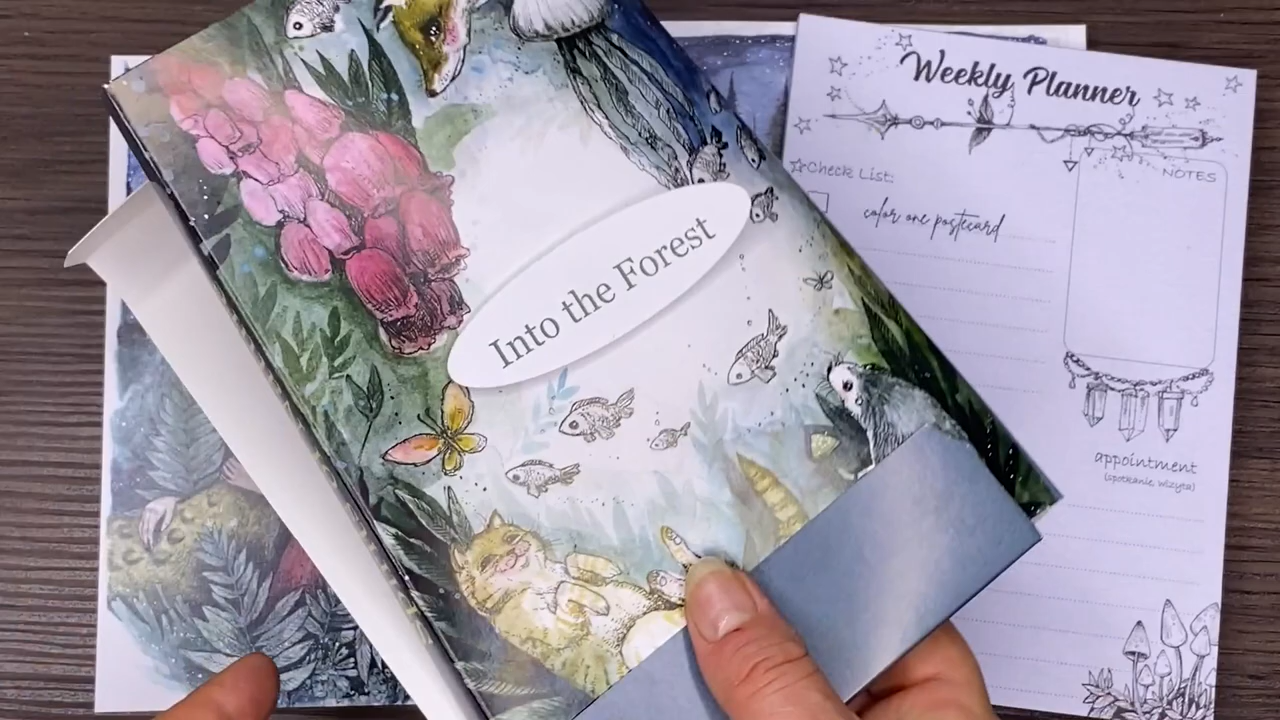 Into the Forest
Weekly Planner
Check List:
NOTES
color one postcard
appointment
(spotkanie, wizyta)